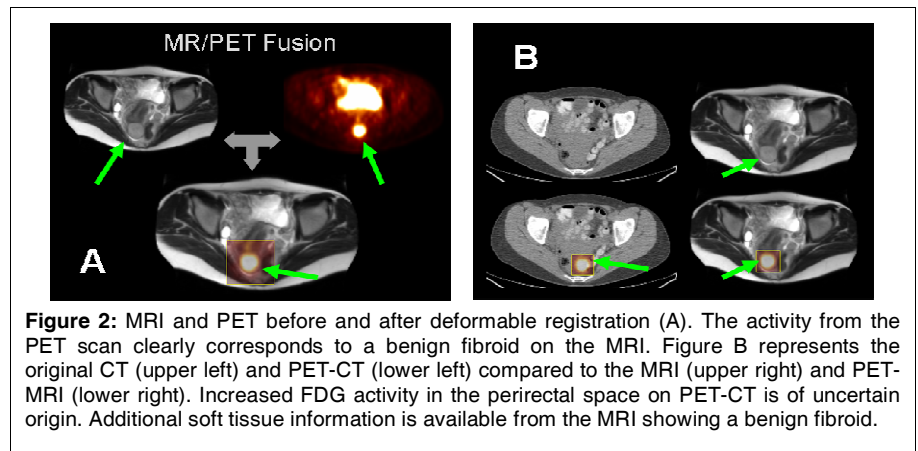 MR/PET Fusion
A
B
Figure 2: MRI and PET before and after deformable registration (A). The activity from the
PET scan clearly corresponds to a benign fibroid on the MRI. Figure B represents the
original CT (upper left) and PET-CT (lower left) compared to the MRI (upper right) and PET-
MRI (lower right). Increased FDG activity in the perirectal space on PET-CT is of uncertain
origin. Additional soft tissue information is available from the MRI showing a benign fibroid.